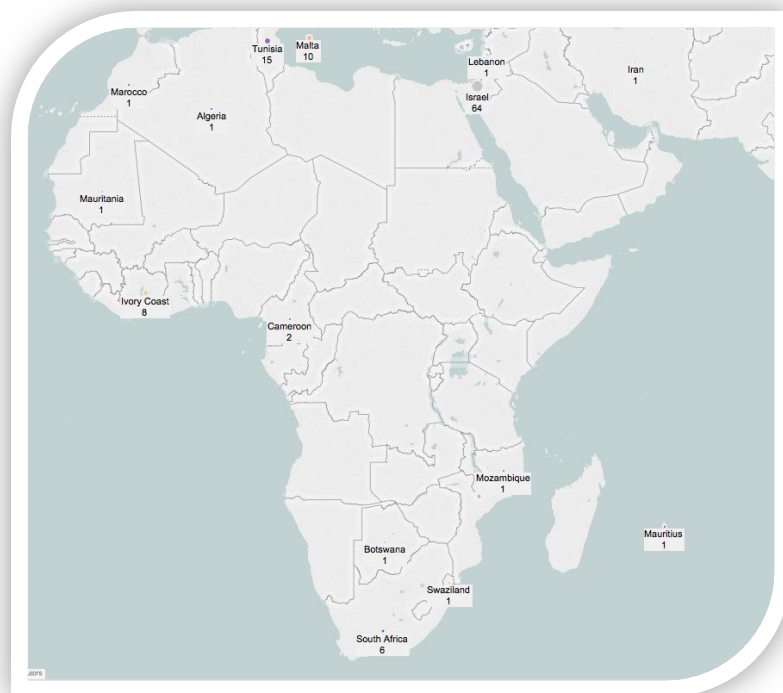 Tunisia
15
Malta
10
Lebanon
1
Israel
64
Iran
1
Marocco
1
Algeria
1
Mauritania
1
Ivory Coast
8
Cameroon
2
Mozambique
1
Mauritius
1
Botswana
1
Swaziland
1
South Africa
6